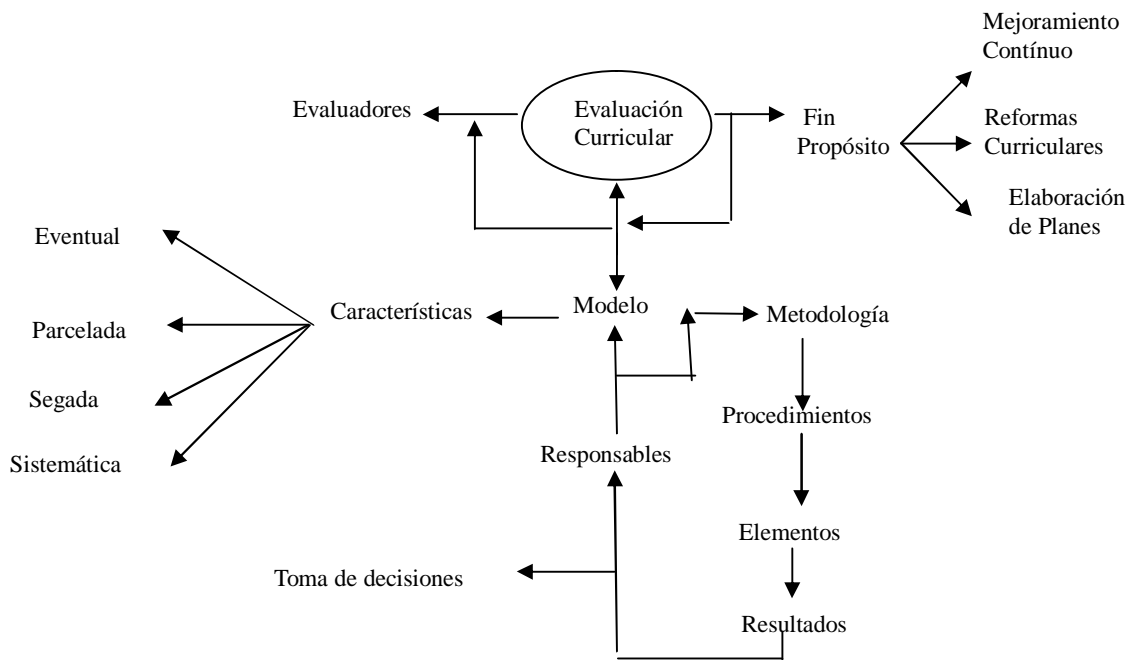 Mejoramiento
Contínuo
Evaluadores
Evaluación
Curricular
Fin
Propósito
Reformas
Curriculares
Elaboración
de Planes
Eventual
Parcelada
Segada
Sistemática
Característícas
Modelo
Metodología
Procedimientos
Responsables
Elementos
Toma de decisiones
Resultados